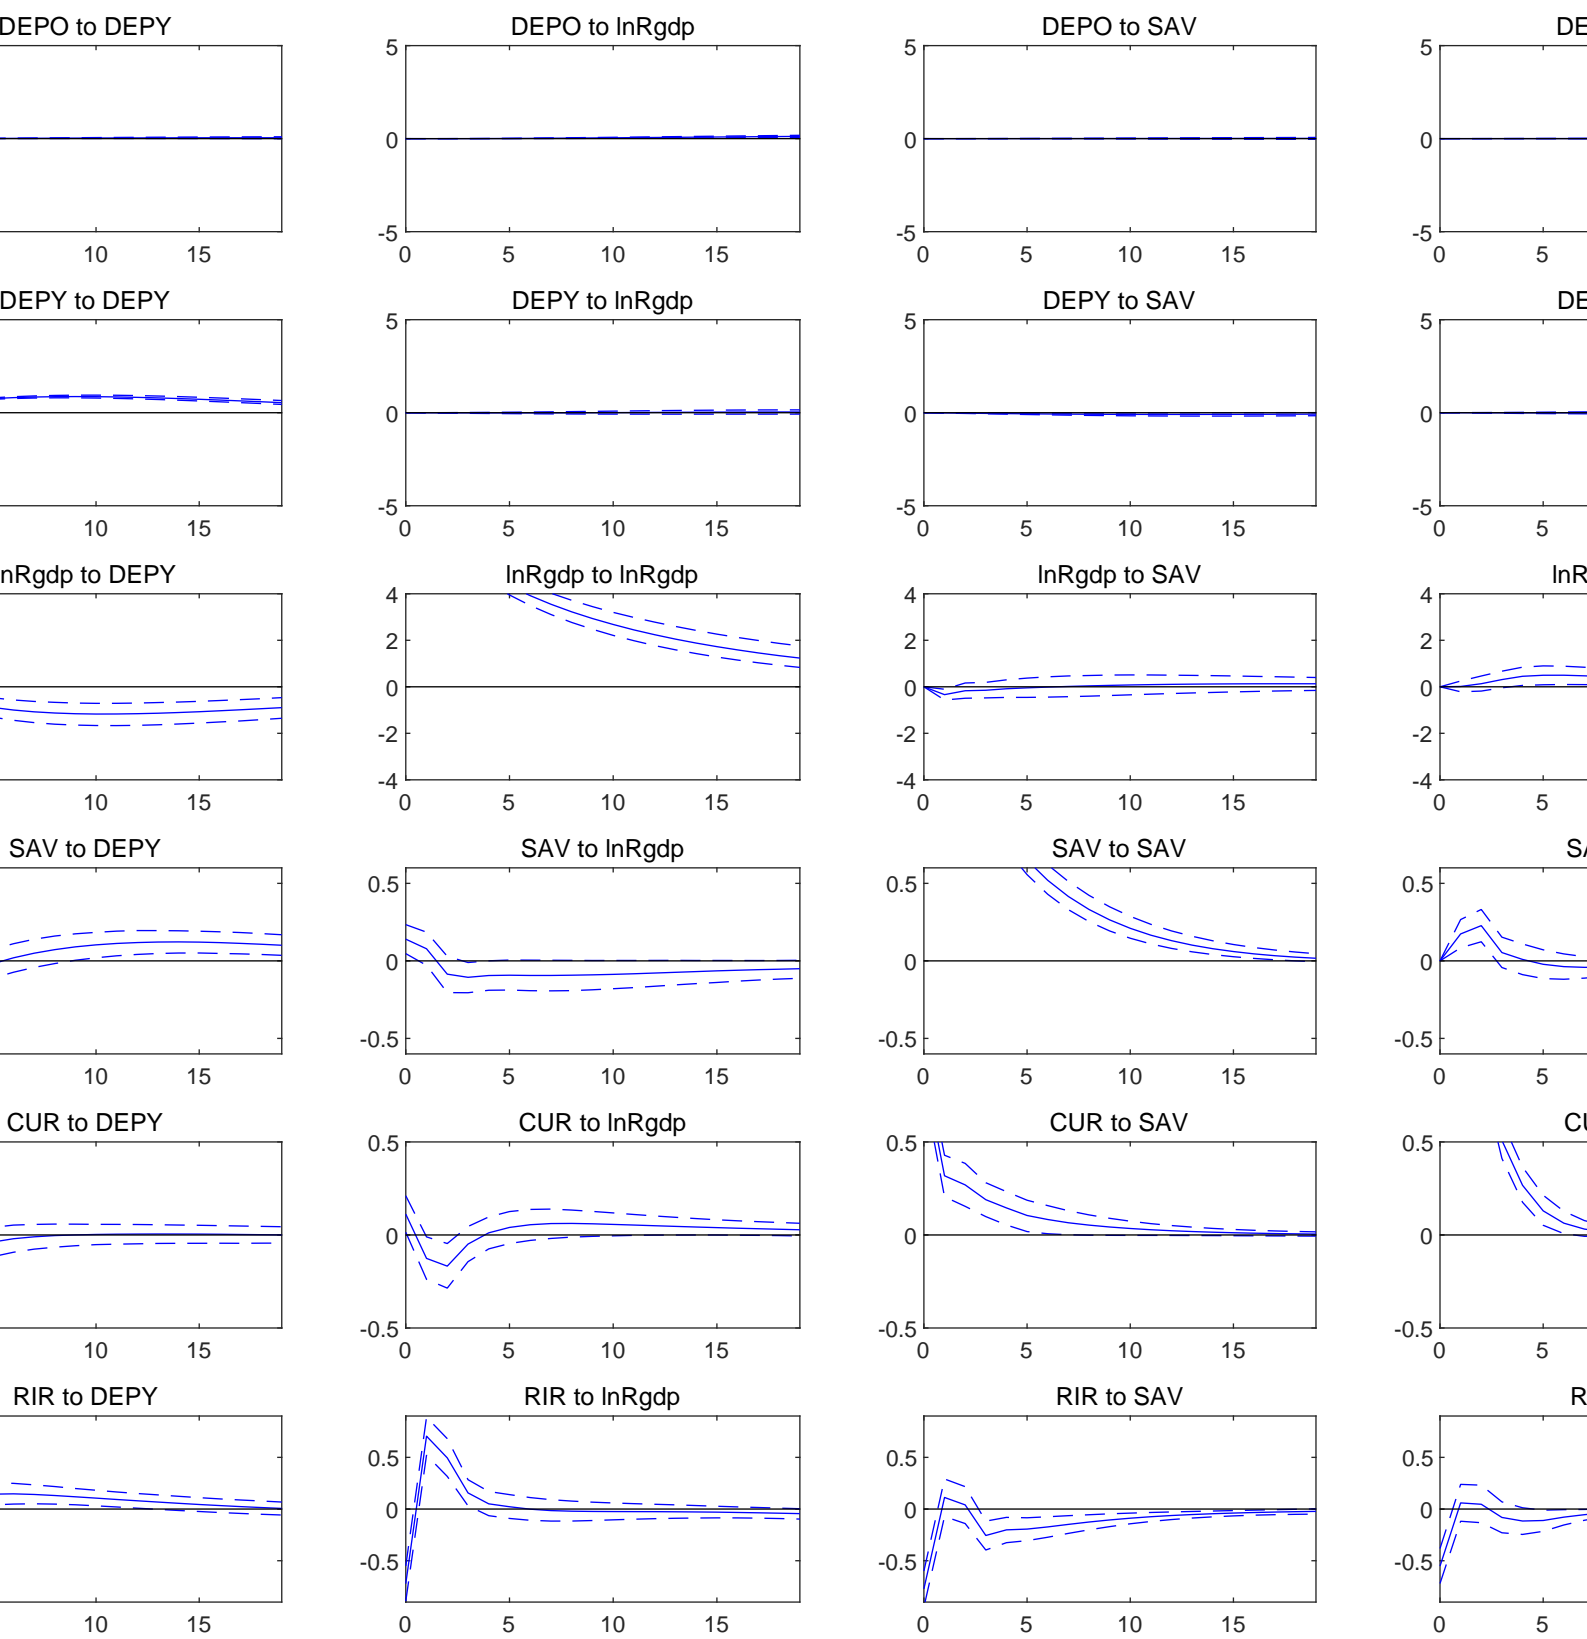 DEPO to DEPY DEPO to lnRgdp DEPO to SAV DE
5 5 5
0 0 0
-5 -5 -5
10 15 0 5 10 15 0 5 10 15 0 5
DEPY to DEPY DEPY to lnRgdp DEPY to SAV DE
5 5 5
0 0 0
-5 -5 -5
10 15 0 5 10 15 0 5 10 15 0 5
nRgdp to DEPY lnRgdp to lnRgdp lnRgdp to SAV lnR
4 4 4
2 2 2
0 0 0
-2 -2 -2
-4 -4 -4
10 15 0 5 10 15 0 5 10 15 0 5
SAV to DEPY SAV to lnRgdp SAV to SAV SA
0.5 0.5 0.5
0 0 0
-0.5 -0.5 -0.5
10 15 0 5 10 15 0 5 10 15 0 5
CUR to DEPY CUR to lnRgdp CUR to SAV CU
0.5 0.5 0.5
0 0 0
-0.5 -0.5 -0.5
10 15 0 5 10 15 0 5 10 15 0 5
RIR to DEPY RIR to lnRgdp RIR to SAV R
0.5 0.5 0.5
0 0 0
-0.5 -0.5 -0.5
10 15 0 5 10 15 0 5 10 15 0 5